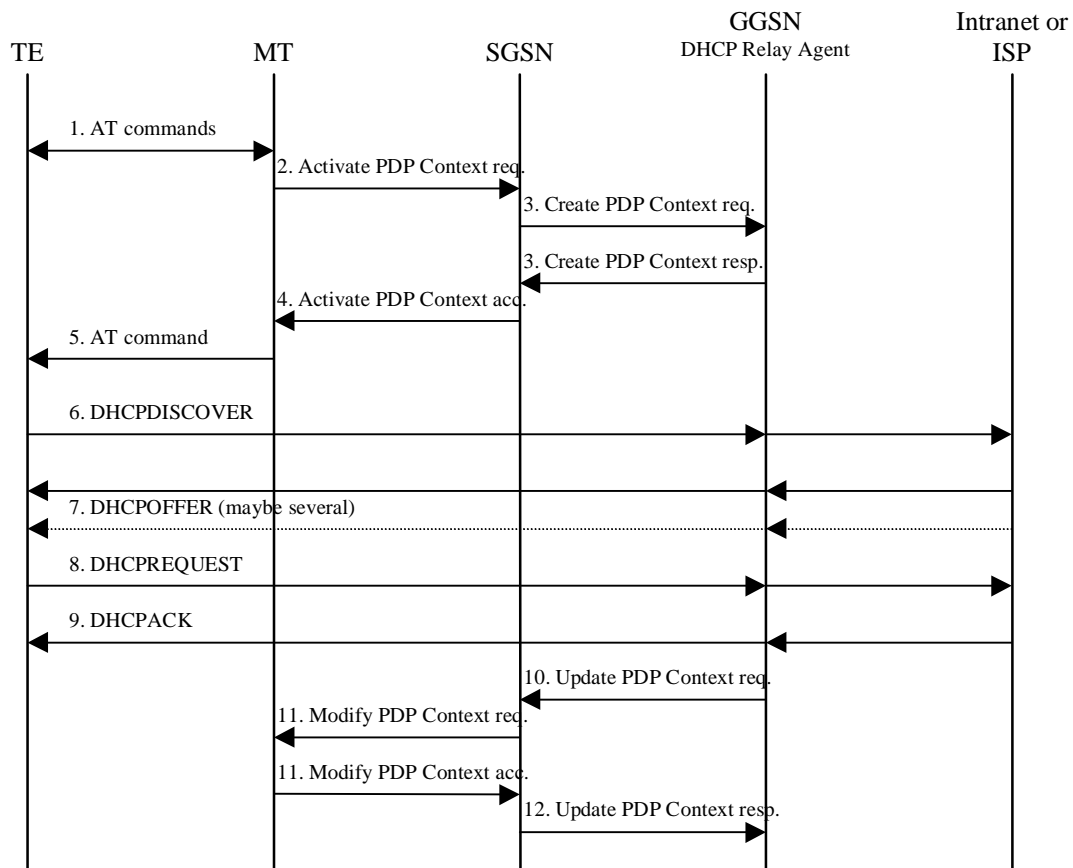 GGSN
Intranet or
TE
MT
SGSN
DHCP Relay Agent
ISP
1. AT commands
2. Activate PDP Context req.
3. Create PDP Context req.
3. Create PDP Context resp.
4. Activate PDP Context acc.
5. AT command
6. DHCPDISCOVER
7. DHCPOFFER (maybe several)
8. DHCPREQUEST
9. DHCPACK
10. Update PDP Context req.
11. Modify PDP Context req.
11. Modify PDP Context acc.
12. Update PDP Context resp.